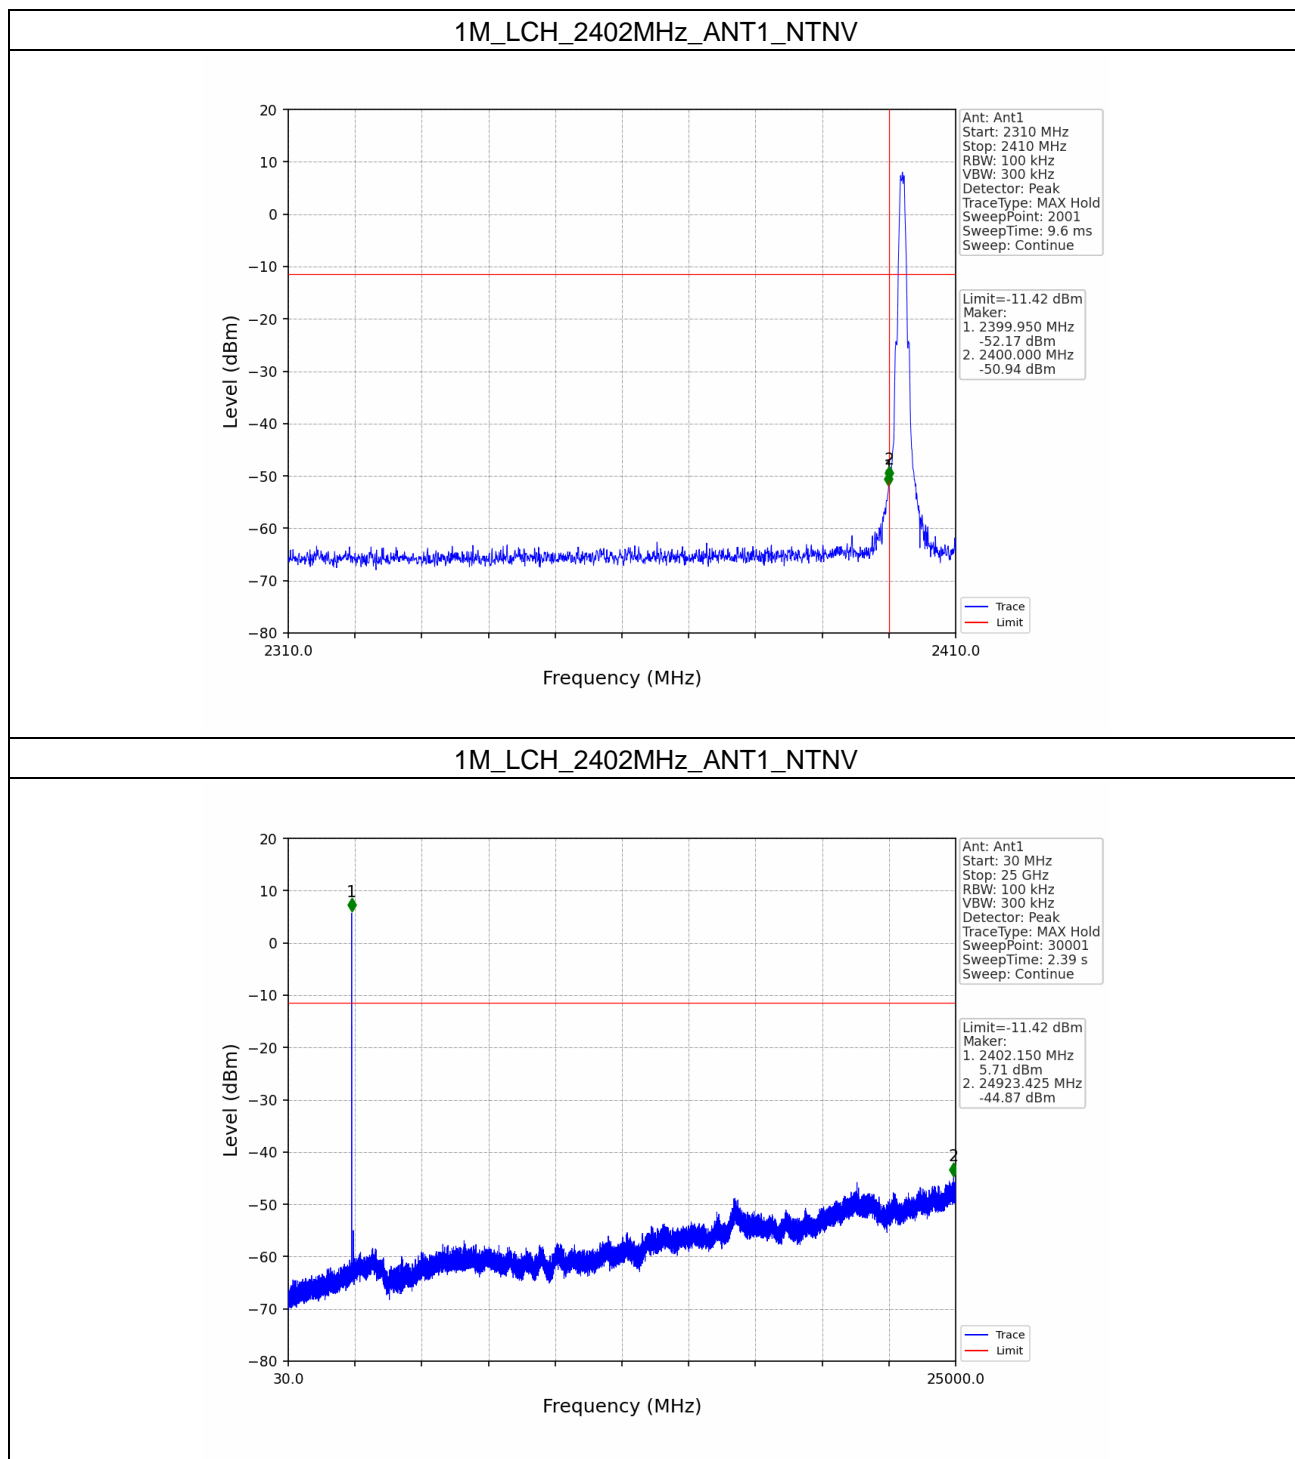 1M_LCH_2402MHz_ANT1_NTNV
20
10
0
−10
−20
−30
−40
−50
−60
−70
−80
Level (dBm)
2
2310.0
2410.0
Frequency (MHz)
Ant: Ant1
Start: 2310 MHz
Stop: 2410 MHz
RBW: 100 kHz
VBW: 300 kHz
Detector: Peak
TraceType: MAX Hold
SweepPoint: 2001
SweepTime: 9.6 ms
Sweep: Continue
Limit=-11.42 dBm
Maker:
1. 2399.950 MHz
-52.17 dBm
2. 2400.000 MHz
-50.94 dBm
Trace
Limit
1M_LCH_2402MHz_ANT1_NTNV
20
10
0
−10
−20
−30
−40
−50
−60
−70
−80
Level (dBm)
1
2
30.0
25000.0
Frequency (MHz)
Ant: Ant1
Start: 30 MHz
Stop: 25 GHz
RBW: 100 kHz
VBW: 300 kHz
Detector: Peak
TraceType: MAX Hold
SweepPoint: 30001
SweepTime: 2.39 s
Sweep: Continue
Limit=-11.42 dBm
Maker:
1. 2402.150 MHz
5.71 dBm
2. 24923.425 MHz
-44.87 dBm
Trace
Limit